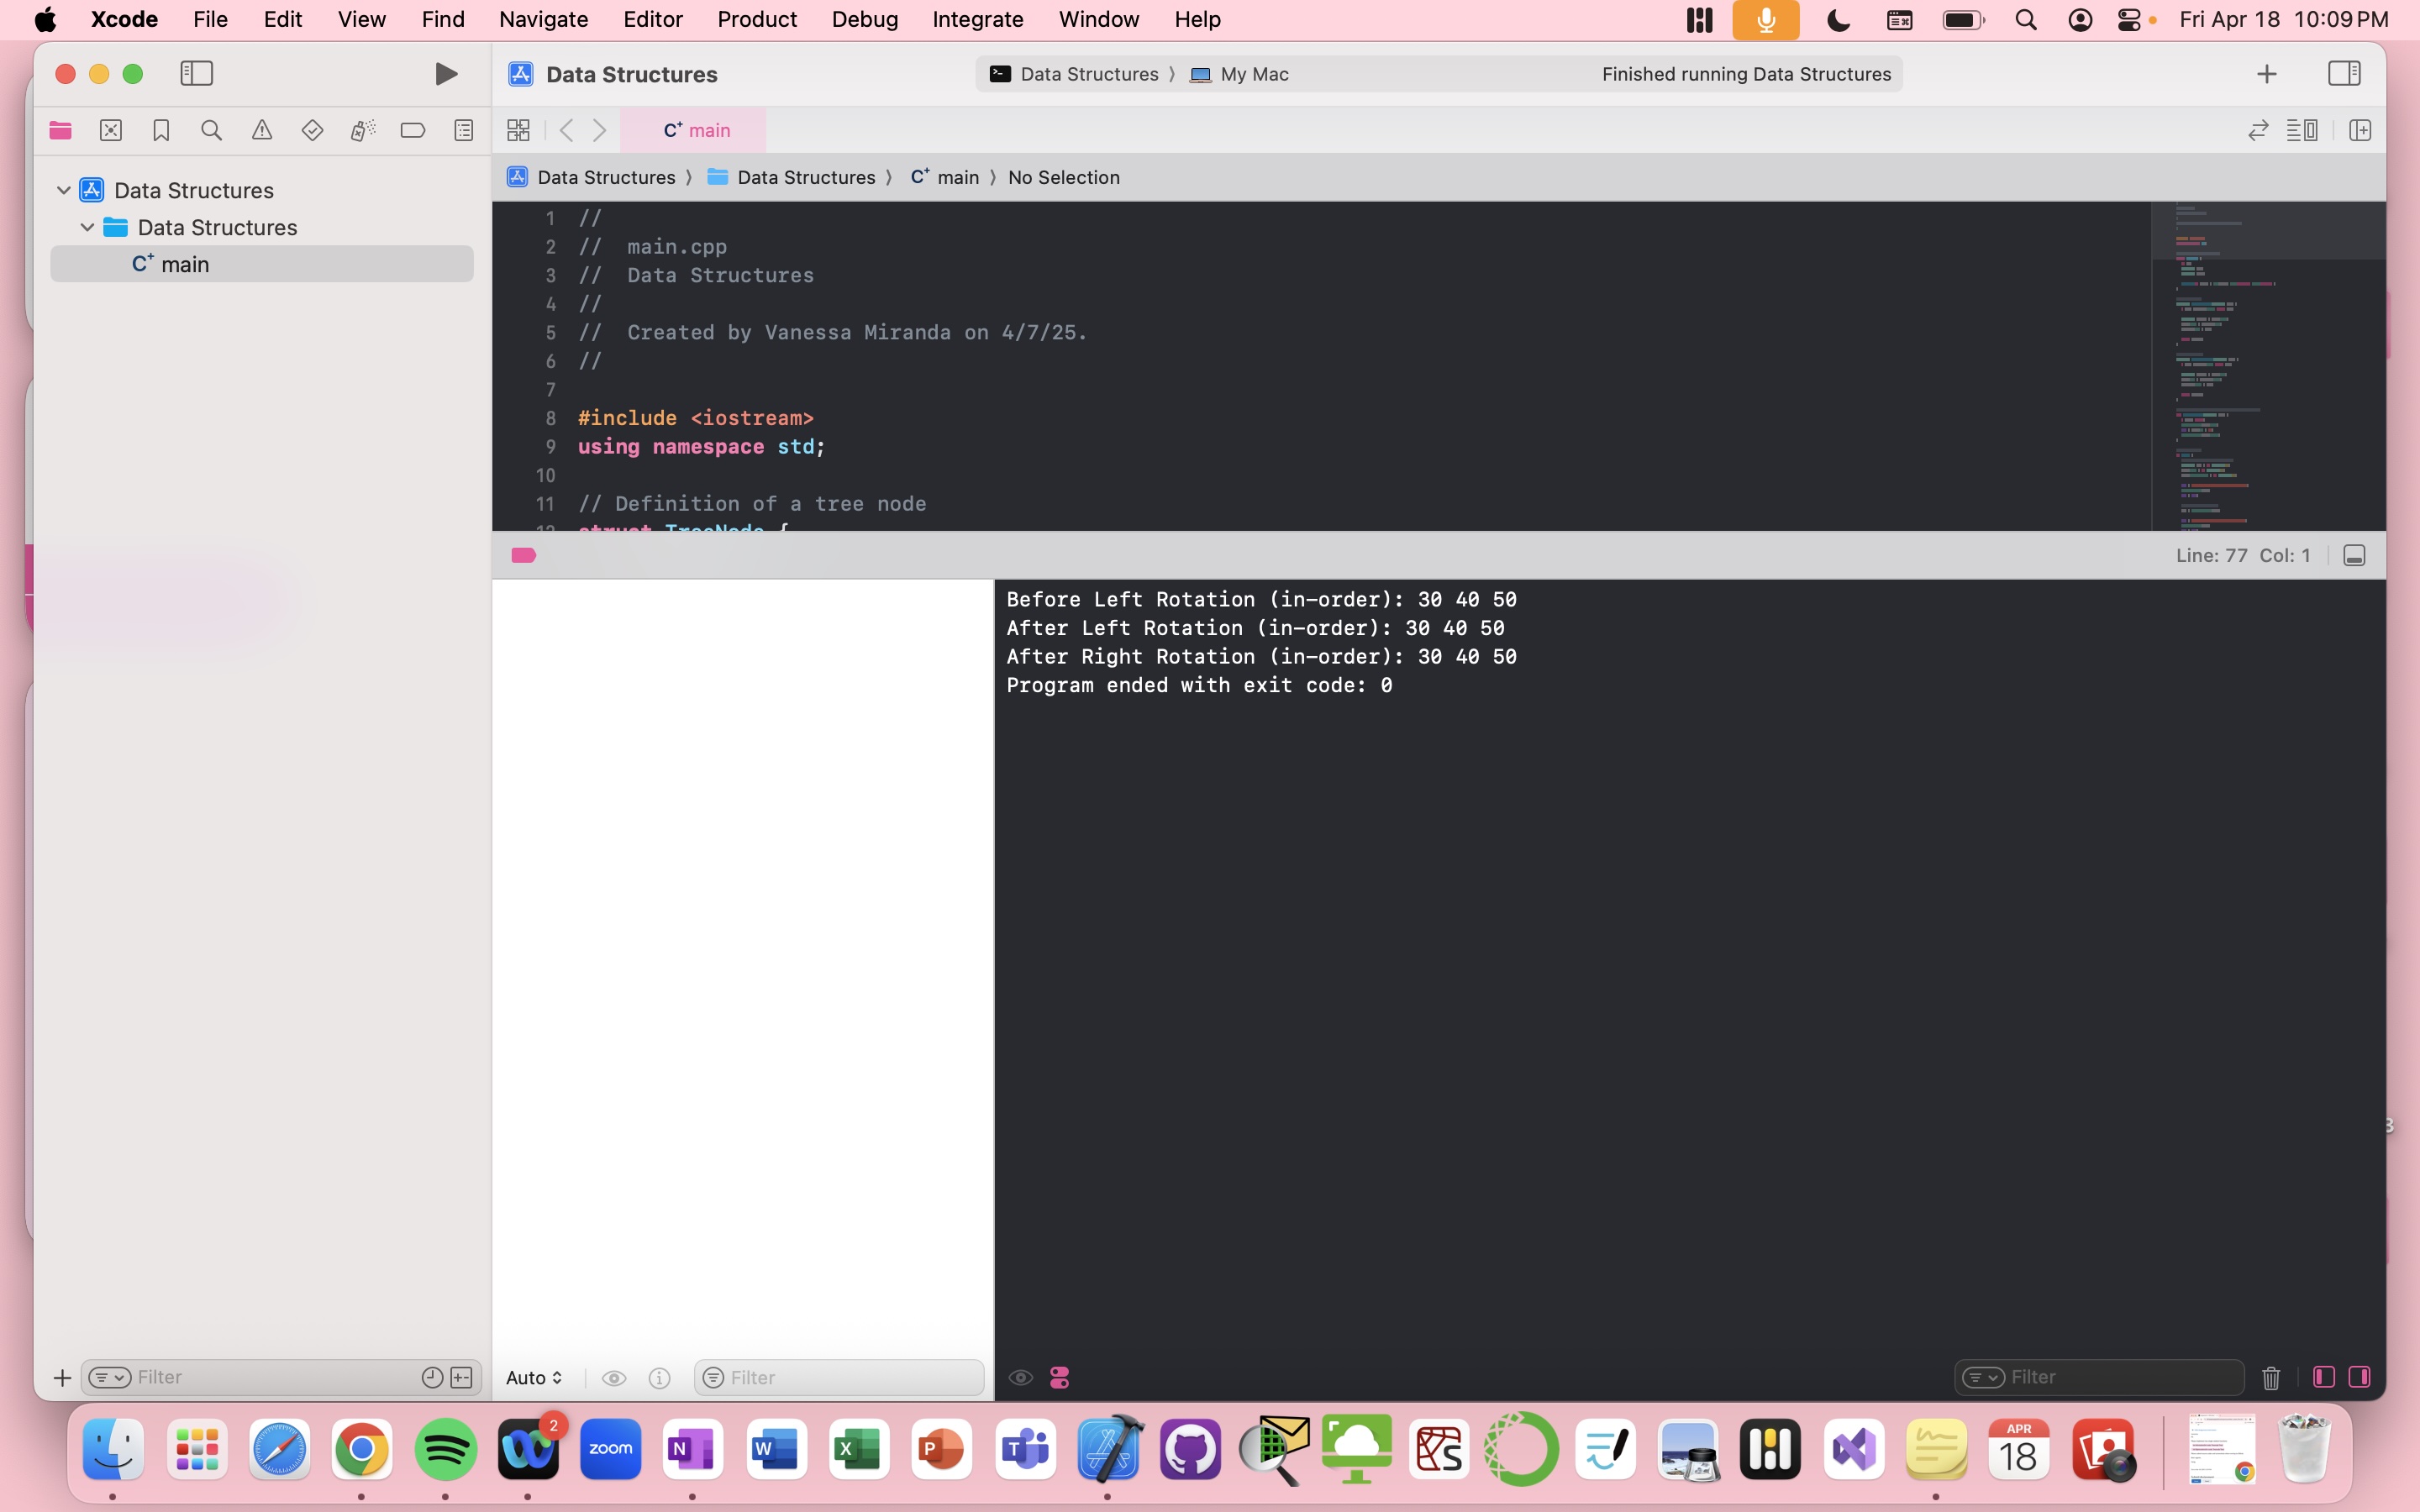 Xcode File Edit View Find Navigate Editor Product Debug Integrate Window Help Fri Apr 18 10:09 PM
Data Structures Data Structures 〉 My Mac Finished running Data Structures
C+ main
Data Structures 〉 Data Structures 〉 C+ main 〉 No Selection
Data Structures
Data Structures
C+ main
1 //
2 //  main.cpp
3 //  Data Structures
4 //
5 //  Created by Vanessa Miranda on 4/7/25.
6 //
7
8 #include <iostream>
9 using namespace std;
10
11 // Definition of a tree node
12 struct TreeNode {
Line: 77 Col: 1
Before Left Rotation (in-order): 30 40 50
After Left Rotation (in-order): 30 40 50
After Right Rotation (in-order): 30 40 50
Program ended with exit code: 0
Filter Auto Filter Filter
2 zoom N W X P T APR
18